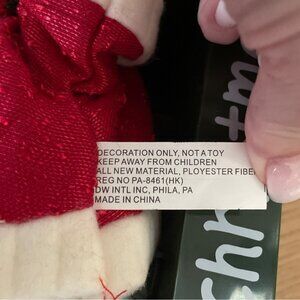 DECORATION ONLY, NOT A TOY
KEEP AWAY FROM CHILDREN
ALL NEW MATERIAL, PLOYESTER FIBE
REG NO PA-8461(HK)
DW INTL INC, PHILA, PA
MADE IN CHINA